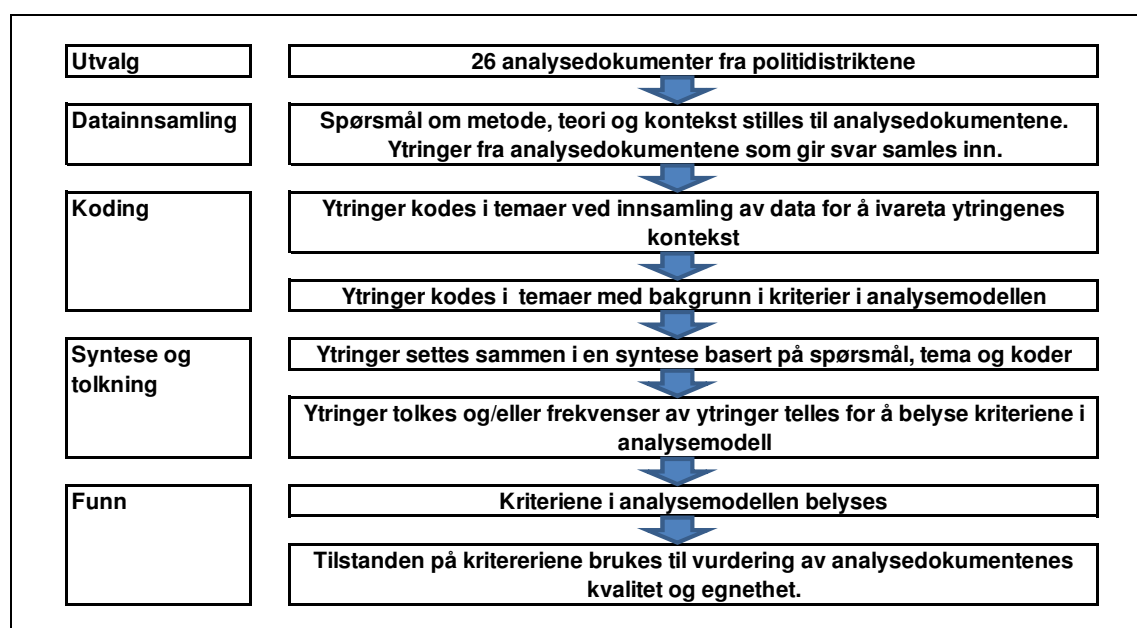 Utvalg
26 analysedokumenter fra politidistriktene
Datainnsamling
Spørsmål om metode, teori og kontekst stilles til analysedokumentene.
Ytringer fra analysedokumentene som gir svar samles inn.
Koding
Ytringer kodes i temaer ved innsamling av data for å ivareta ytringenes
kontekst
Ytringer kodes i temaer med bakgrunn i kriterier i analysemodellen
Syntese og
tolkning
Ytringer settes sammen i en syntese basert på spørsmål, tema og koder
Ytringer tolkes og/eller frekvenser av ytringer telles for å belyse kriteriene i
analysemodell
Funn
Kriteriene i analysemodellen belyses
Tilstanden på kritereriene brukes til vurdering av analysedokumentenes
kvalitet og egnethet.